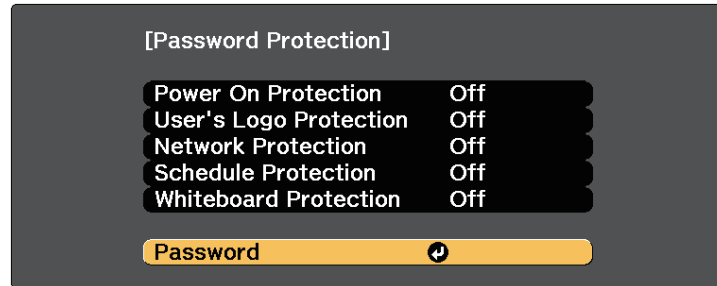 [Password Protection]
Power On Protection Off
User's Logo Protection Off
Network Protection Off
Schedule Protection Off
Whiteboard Protection Off
Password